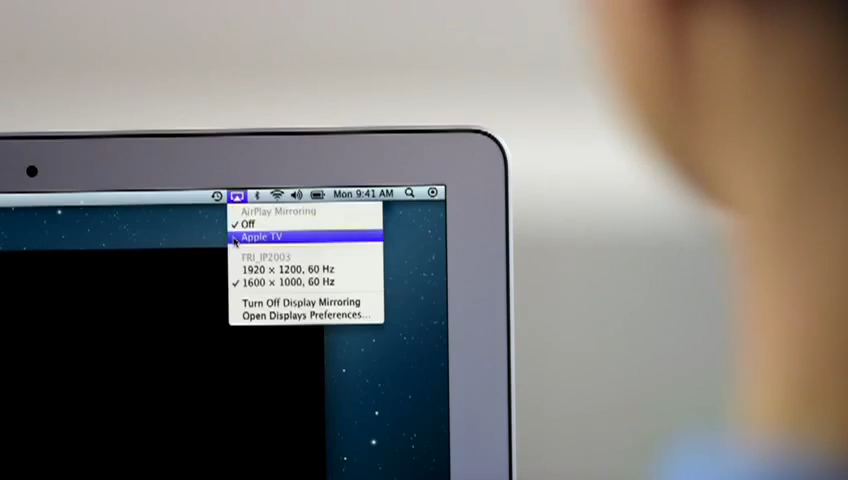 Mon 9:41 AM
AirPlay Mirroring
✓ Off
Apple TV
FRJ_IP2003
1920 × 1200, 60 Hz
✓ 1600 × 1000, 60 Hz
Turn Off Display Mirroring
Open Displays Preferences...